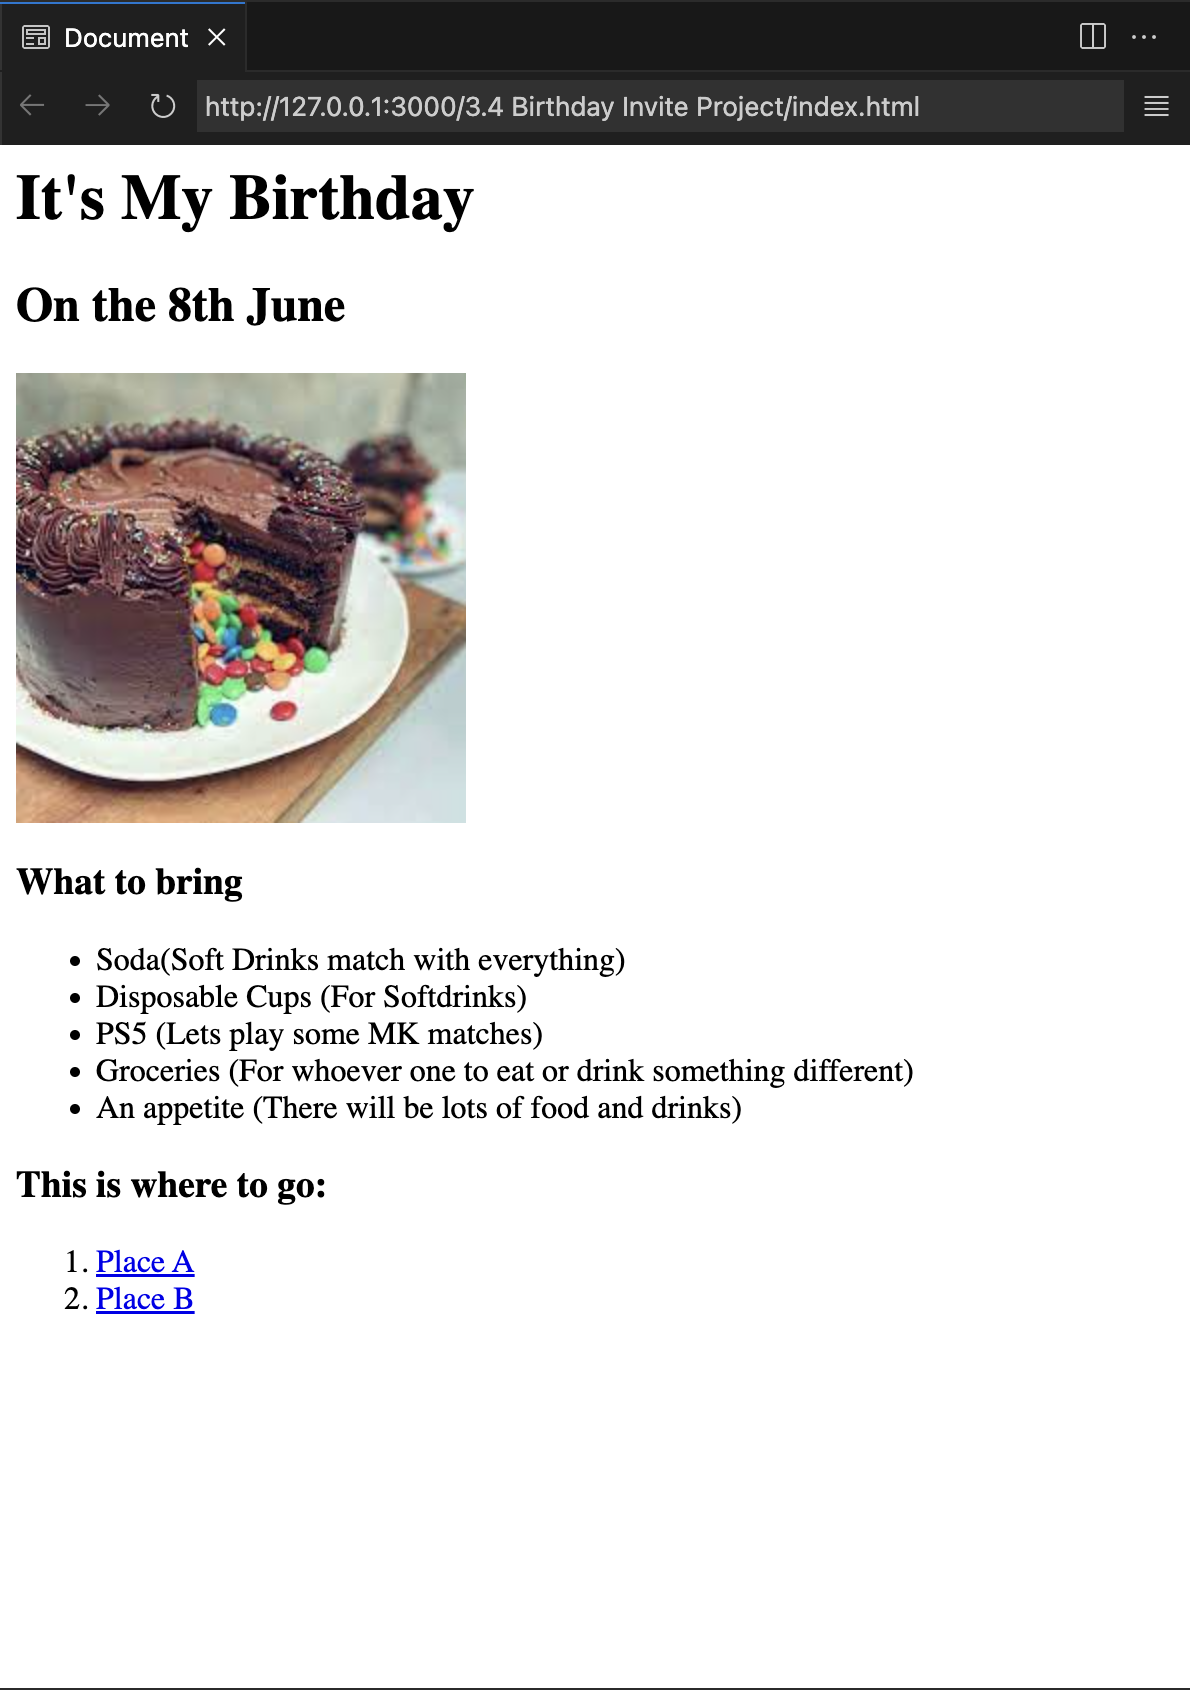 Document
http://127.0.0.1:3000/3.4 Birthday Invite Project/index.html
It's My Birthday
On the 8th June
What to bring
• Soda(Soft Drinks match with everything)
• Disposable Cups (For Softdrinks)
• PS5 (Lets play some MK matches)
• Groceries (For whoever one to eat or drink something different)
• An appetite (There will be lots of food and drinks)
This is where to go:
1. Place A
2. Place B